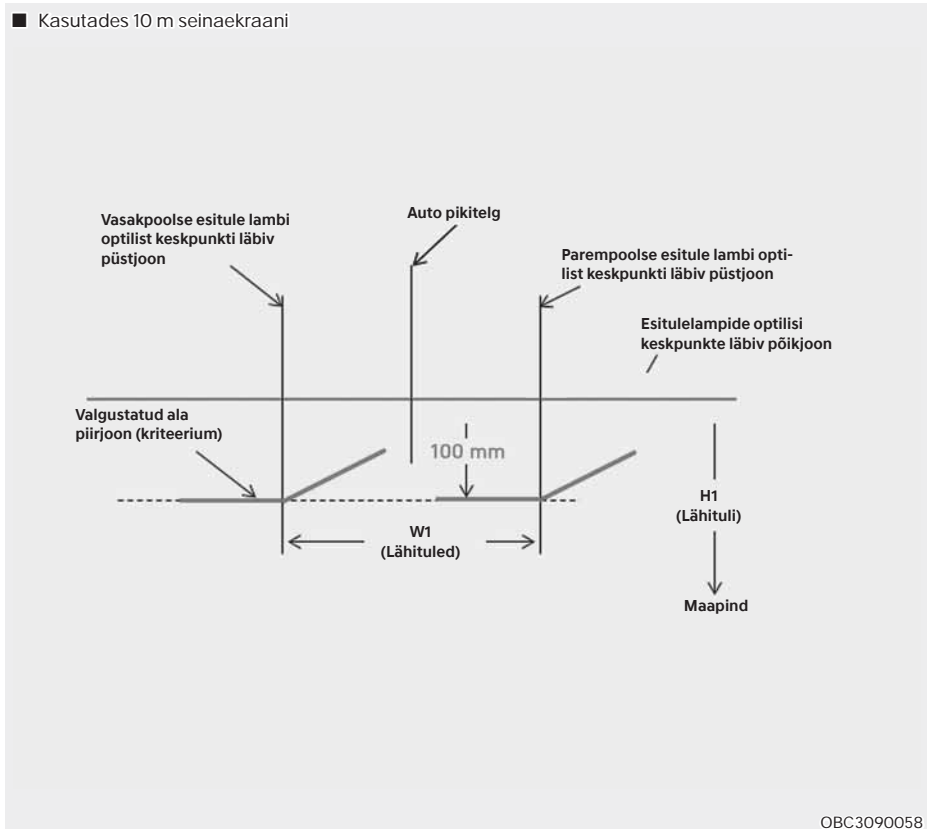 ■ Kasutades 10 m seinaekraani
Vasakpoolse esitule lambi
optilist keskpunkti läbiv
püstjoon
Auto pikitelg
Parempoolse esitule lambi opti-
list keskpunkti läbiv püstjoon
Esitulelampide optilisi
keskpunkte läbiv põikjoon
Valgustatud ala
piirjoon (kriteerium)
100 mm
W1
(Lähituled)
H1
(Lähituli)
Maapind
OBC3090058